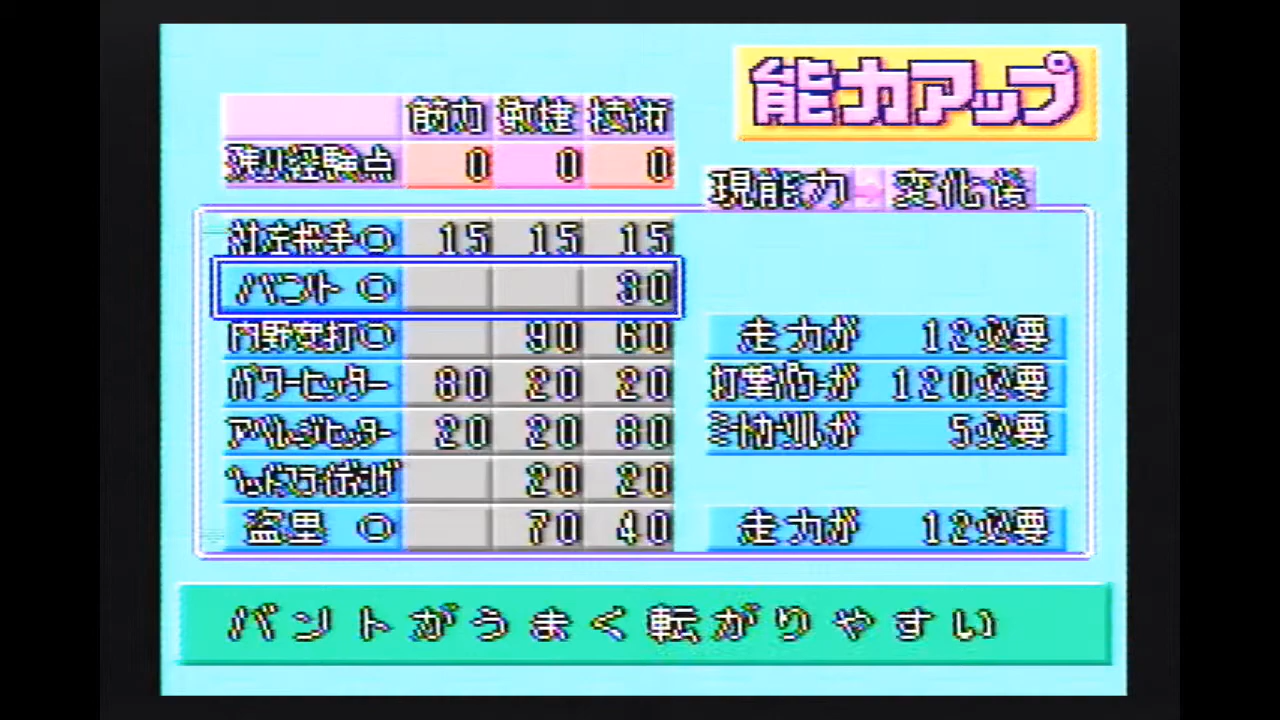 能力アップ
筋力 敏捷 技術
残り経験点 0 0 0
現能力 → 変化後
対左投手○ 15 15 15
バント ○ 30
内野安打○ 90 60 走力が 12必要
パワーヒッター 80 20 20 打撃パワーが 120必要
アベレージヒッター 20 20 80 ミートカーソルが 5必要
ヘッドスライディング 20 20
盗塁 ○ 70 40 走力が 12必要
バントがうまく転がりやすい